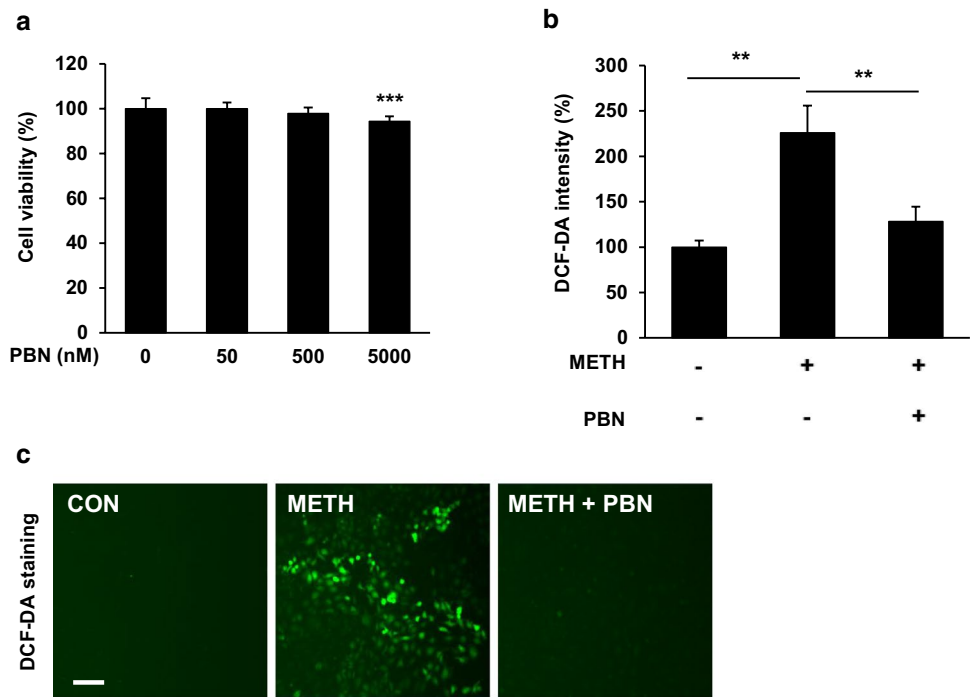 a
120
100
80
60
40
20
0
Cell viability (%)
***
PBN (nM) 0 50 500 5000
b
300
250
200
150
100
50
0
DCF-DA intensity (%)
** **
METH - + +
PBN - - +
c
DCF-DA staining
CON METH METH + PBN